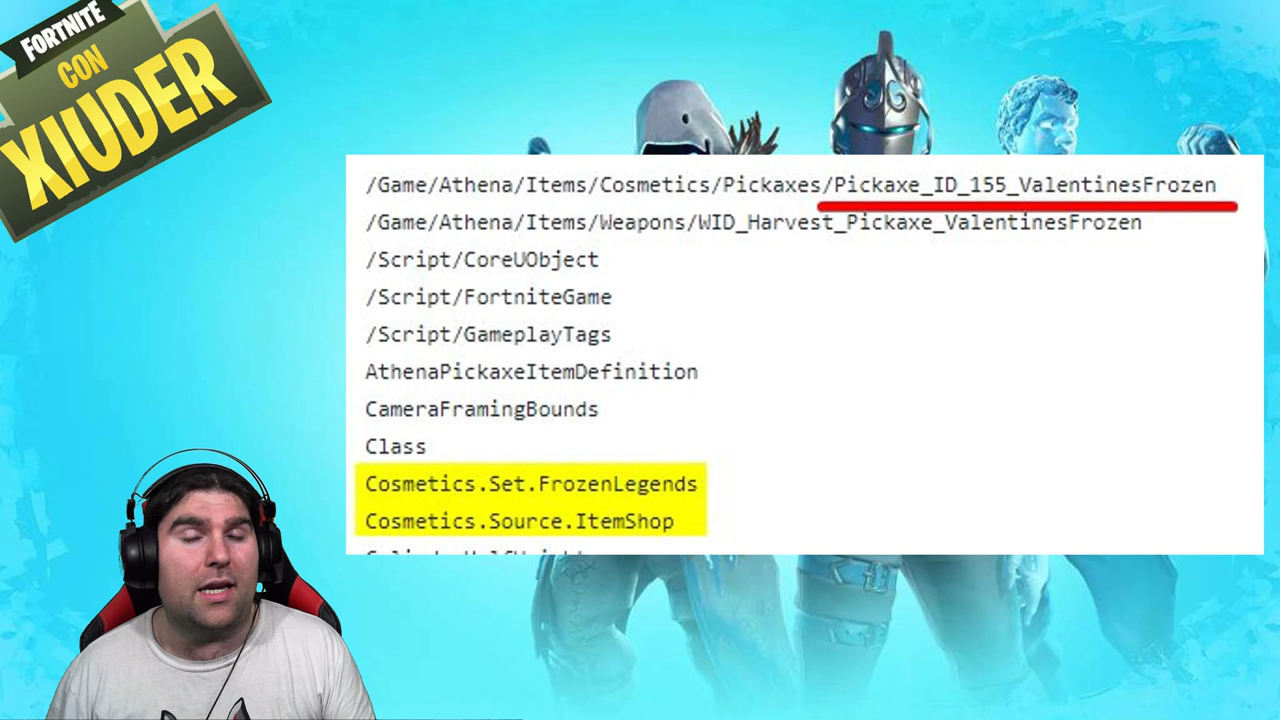 FORTNITE
CON
XIUDER
/Game/Athena/Items/Cosmetics/Pickaxes/Pickaxe_ID_155_ValentinesFrozen
/Game/Athena/Items/Weapons/WID_Harvest_Pickaxe_ValentinesFrozen
/Script/CoreUObject
/Script/FortniteGame
/Script/GameplayTags
AthenaPickaxeItemDefinition
CameraFramingBounds
Class
Cosmetics.Set.FrozenLegends
Cosmetics.Source.ItemShop